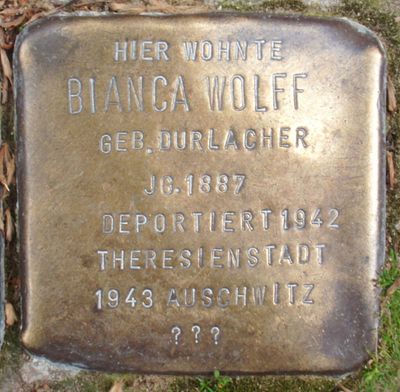 HIER WOHNTE
BIANCA WOLFF
GEB. DURLACHER
JG. 1887
DEPORTIERT 1942
THERESIENSTADT
1943 AUSCHWITZ
???